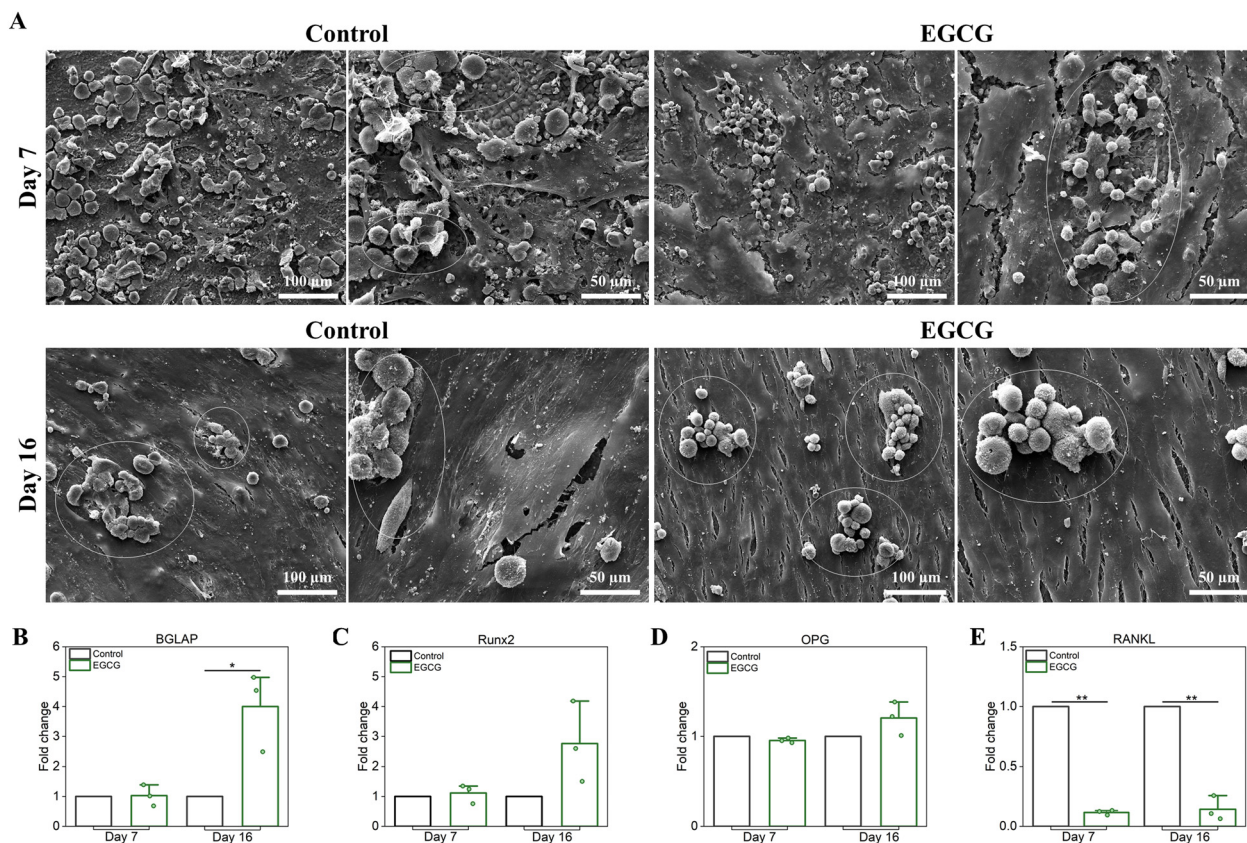 A
Control
EGCG
Day 7
100 µm
50 µm
100 µm
50 µm
Control
EGCG
Day 16
100 µm
50 µm
100 µm
50 µm
B
BGLAP
Control
EGCG
*
Fold change
6
5
4
3
2
1
0
Day 7
Day 16
C
Runx2
Control
EGCG
Fold change
6
5
4
3
2
1
0
Day 7
Day 16
D
OPG
Control
EGCG
Fold change
2
1
0
Day 7
Day 16
E
RANKL
Control
EGCG
**
**
Fold change
1.5
1.0
0.5
0.0
Day 7
Day 16